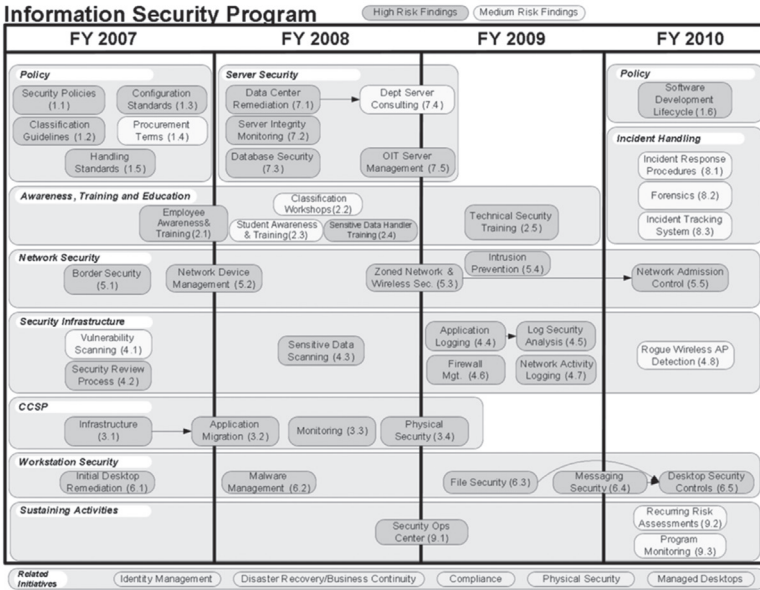 Information Security Program
High Risk Findings
Medium Risk Findings
FY 2007
FY 2008
FY 2009
FY 2010
Policy
Security Policies
(1.1)
Configuration
Standards (1.3)
Classification
Guidelines (1.2)
Procurement
Terms (1.4)
Handling
Standards (1.5)
Server Security
Data Center
Remediation (7.1)
Dept Server
Consulting (7.4)
Server Integrity
Monitoring (7.2)
Database Security
(7.3)
OIT Server
Management (7.5)
Policy
Software
Development
Lifecycle (1.6)
Incident Handling
Incident Response
Procedures (8.1)
Forensics (8.2)
Incident Tracking
System (8.3)
Awareness, Training and Education
Employee
Awareness&
Training (2.1)
Classification
Workshops(2.2)
Student Awareness
& Training(2.3)
Sensitive Data Handler
Training (2.4)
Technical Security
Training (2.5)
Network Security
Border Security
(5.1)
Network Device
Management (5.2)
Zoned Network &
Wireless Sec. (5.3)
Intrusion
Prevention (5.4)
Network Admission
Control (5.5)
Security Infrastructure
Vulnerability
Scanning (4.1)
Security Review
Process (4.2)
Sensitive Data
Scanning (4.3)
Application
Logging (4.4)
Log Security
Analysis (4.5)
Firewall
Mgt. (4.6)
Network Activity
Logging (4.7)
Rogue Wireless AP
Detection (4.8)
CCSP
Infrastructure
(3.1)
Application
Migration (3.2)
Monitoring (3.3)
Physical
Security (3.4)
Workstation Security
Initial Desktop
Remediation (6.1)
Malware
Management (6.2)
File Security (6.3)
Messaging
Security (6.4)
Desktop Security
Controls (6.5)
Sustaining Activities
Security Ops
Center (9.1)
Recurring Risk
Assessments (9.2)
Program
Monitoring (9.3)
Related
Initiatives
Identity Management
Disaster Recovery/Business Continuity
Compliance
Physical Security
Managed Desktops